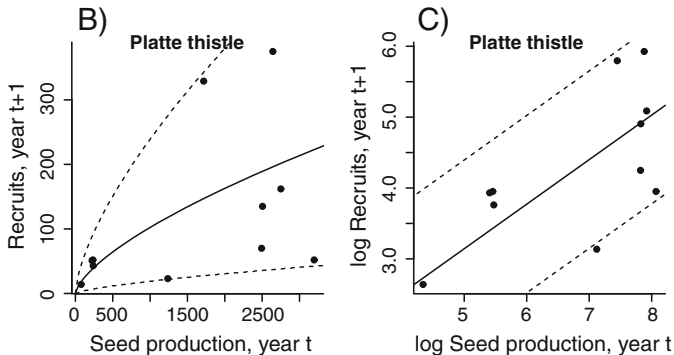 B)
Platte thistle
Recruits, year t+1
0 100 200 300
0 500 1500 2500
Seed production, year t
C)
Platte thistle
log Recruits, year t+1
3.0 4.0 5.0 6.0
5 6 7 8
log Seed production, year t